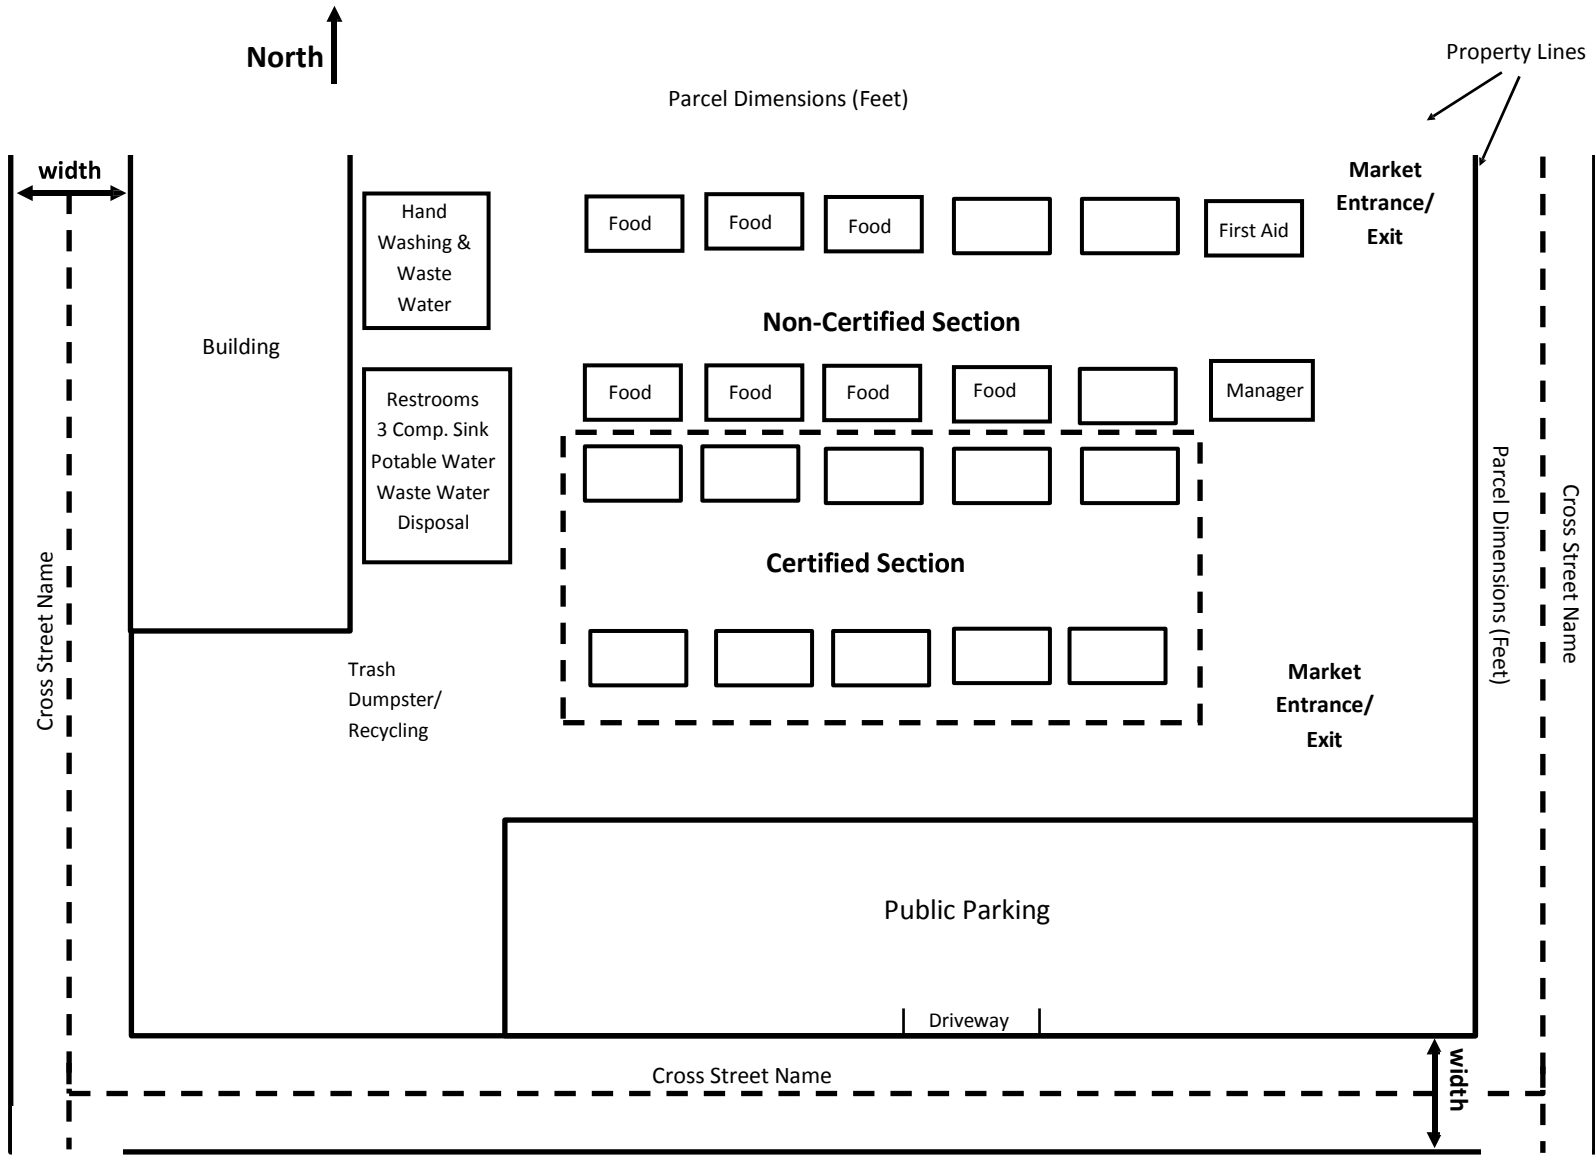 North
Property Lines
Parcel Dimensions (Feet)
width
Market
Entrance/
Exit
Hand
Washing &
Waste
Water
Food
Food
Food
First Aid
Non-Certified Section
Building
Restrooms
3 Comp. Sink
Potable Water
Waste Water
Disposal
Food
Food
Food
Food
Manager
Certified Section
Parcel Dimensions (Feet)
Cross Street Name
Cross Street Name
Trash
Dumpster/
Recycling
Market
Entrance/
Exit
Public Parking
Driveway
Cross Street Name
width